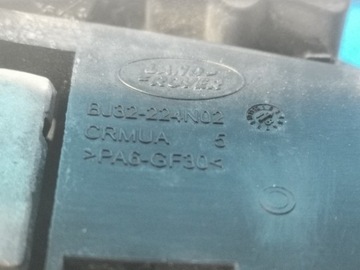 LAND
ROVER
BJ32-224N02
CRMUA 5
>PA6-GF30<